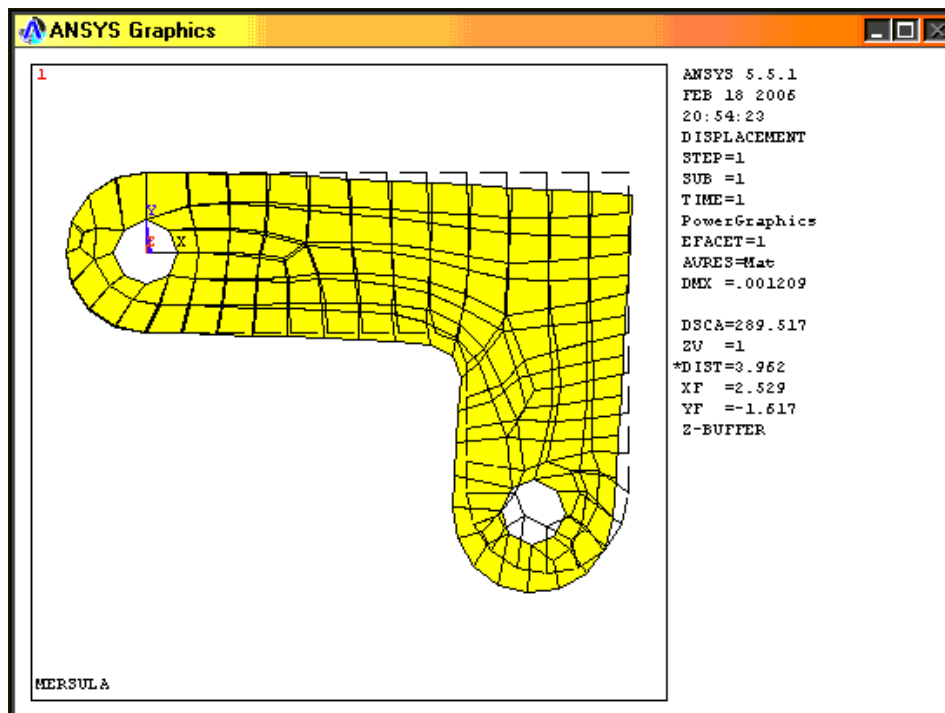 ANSYS Graphics
1
ANSYS 5.5.1
FEB 18 2006
20:54:23
DISPLACEMENT
STEP=1
SUB =1
TIME=1
PowerGraphics
EFACET=1
AVRES=Mat
DMX =.001209
DSCA=289.517
ZV =1
*DIST=3.962
XF =2.529
YF =-1.617
Z-BUFFER
Y
Z X
MERSULA